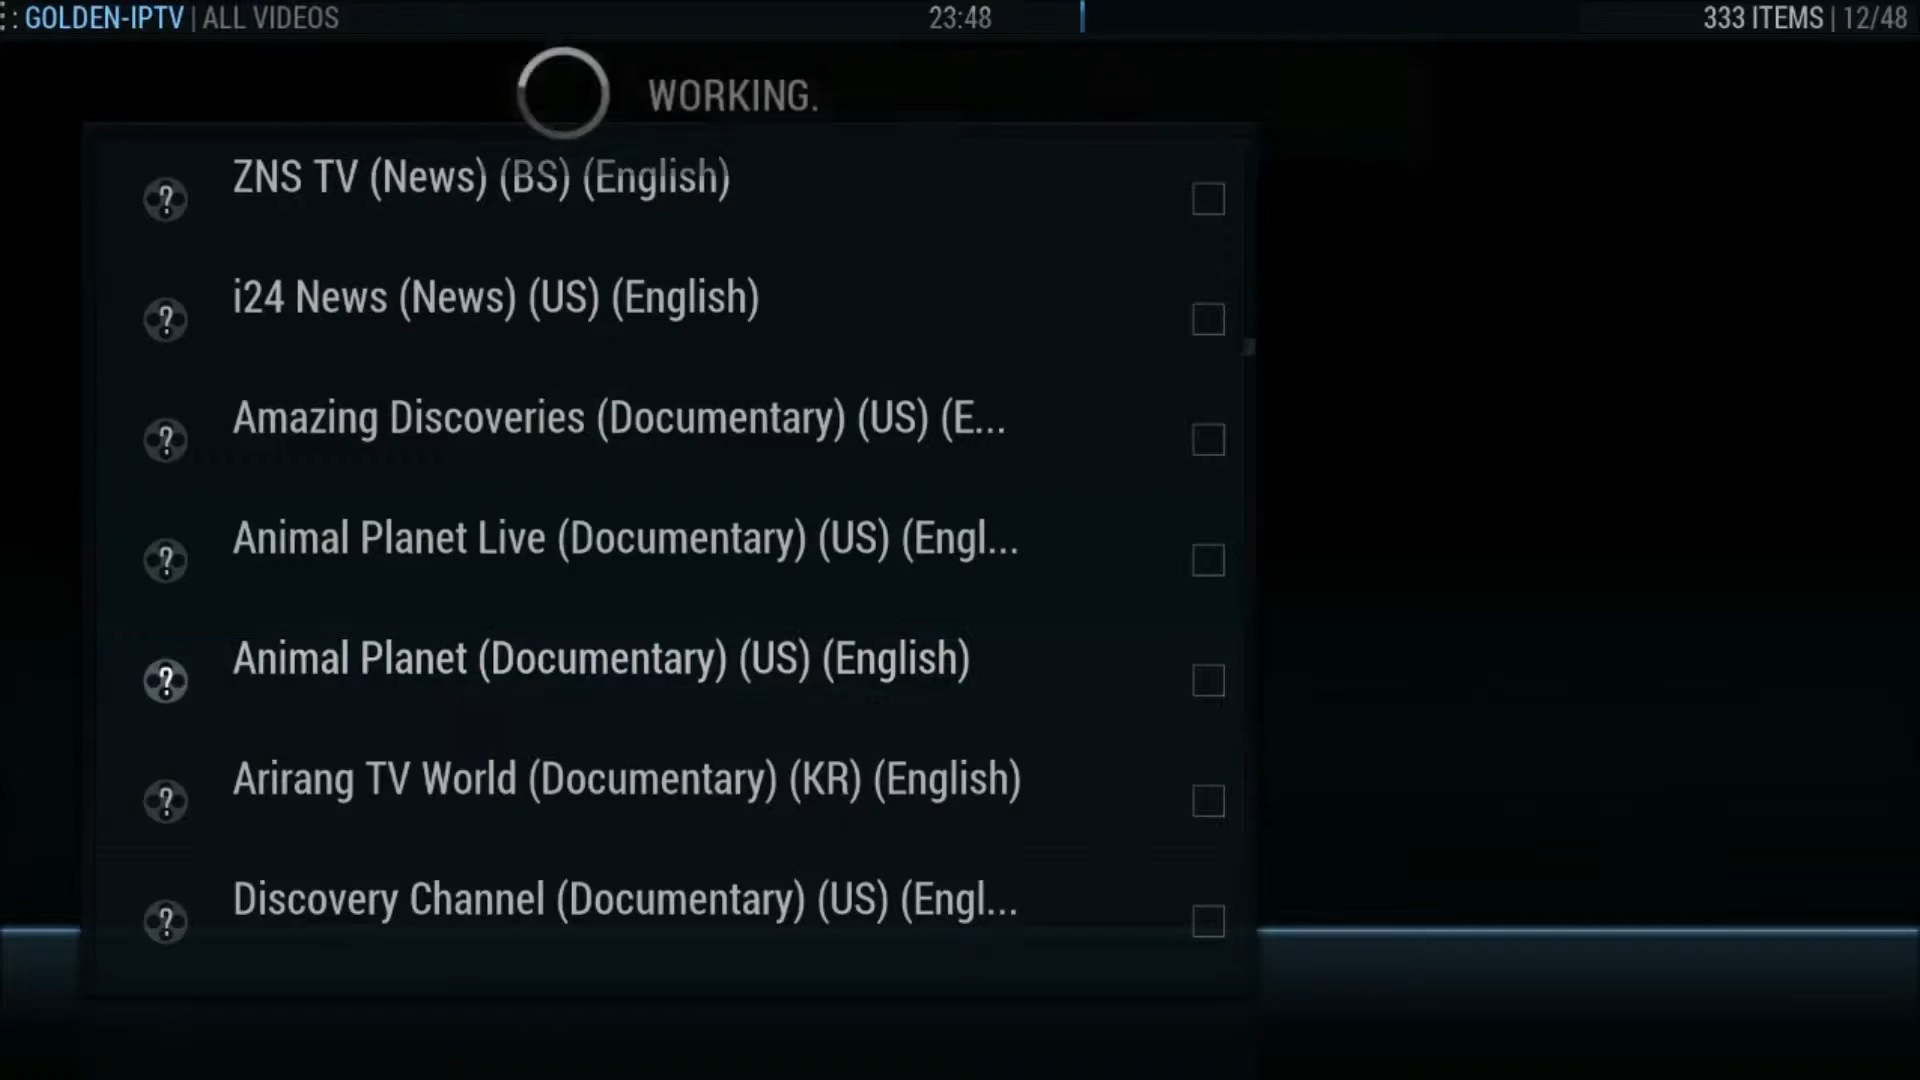 GOLDEN-IPTV | ALL VIDEOS
23:48
333 ITEMS | 12/48
WORKING.
ZNS TV (News) (BS) (English)
i24 News (News) (US) (English)
Amazing Discoveries (Documentary) (US) (E...
Animal Planet Live (Documentary) (US) (Engl...
Animal Planet (Documentary) (US) (English)
Arirang TV World (Documentary) (KR) (English)
Discovery Channel (Documentary) (US) (Engl...